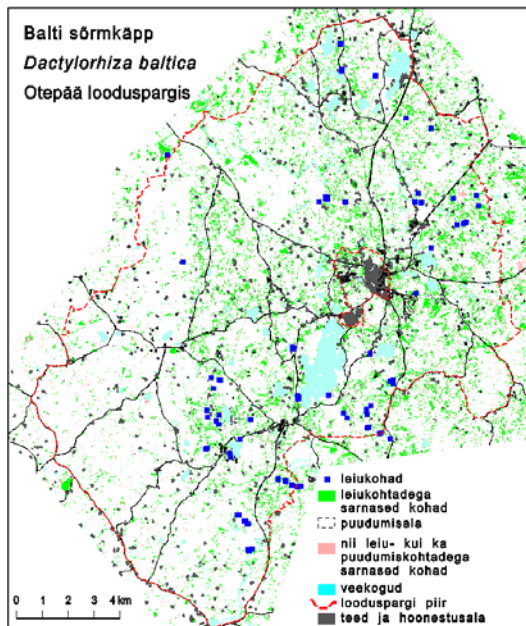 Balti sõrmkäpp
Dactylorhiza baltica
Otepää looduspargis
leiukohad
leiukohtadega
sarnased kohad
puudumisala
nii leiu- kui ka
puudumiskohtadega
sarnased kohad
veekogud
looduspargi piir
teed ja hoonestusala
0 1 2 3 4 km